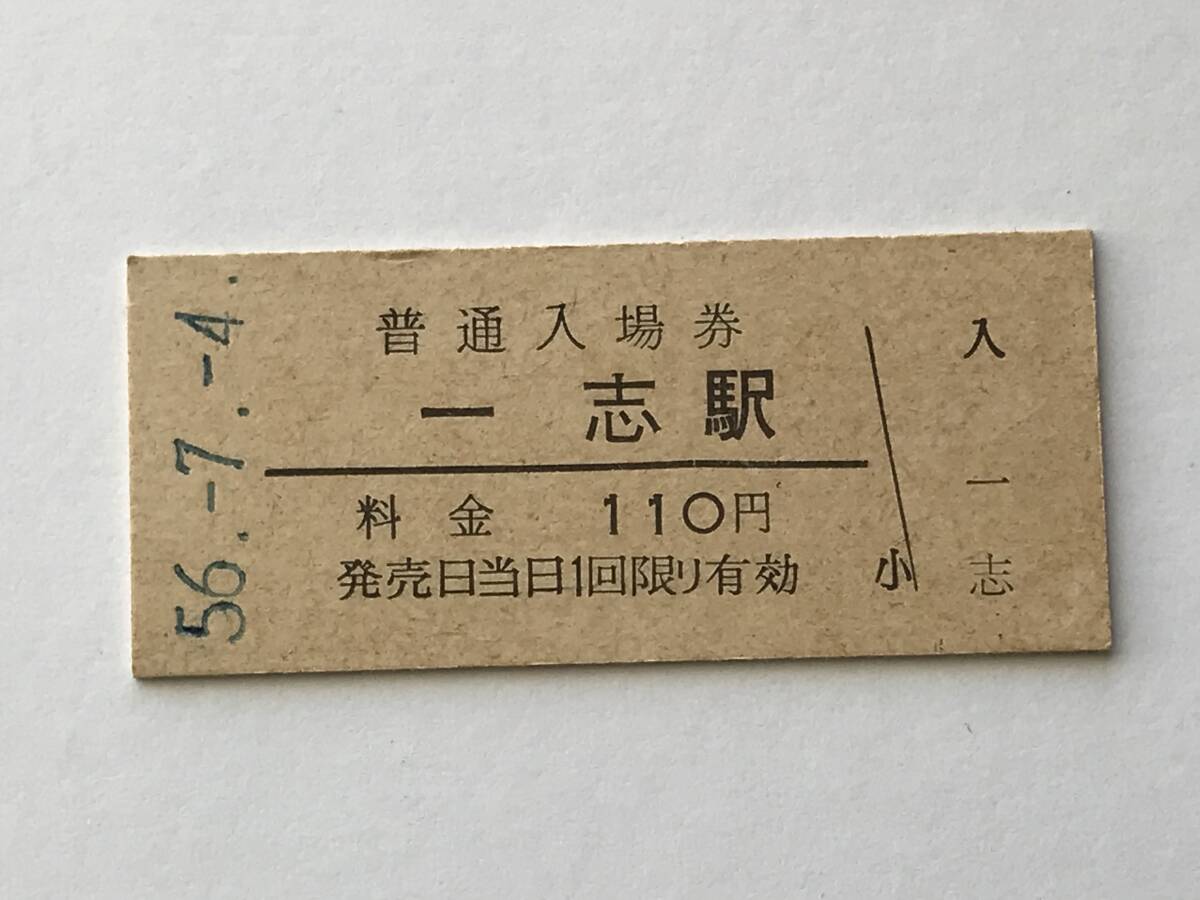 56.-7.-4.
普通入場券
一志駅
料金 110円
発売日当日1回限り有効
小
入
一志